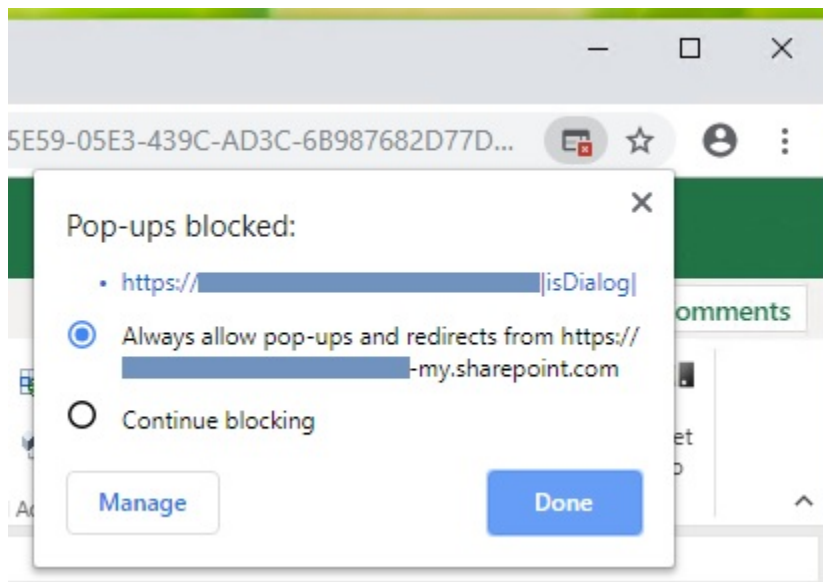 5E59-05E3-439C-AD3C-6B987682D77D...
Pop-ups blocked:
• https:// |isDialog|
omments
Always allow pop-ups and redirects from https://
-my.sharepoint.com
Continue blocking
et
Manage
Done